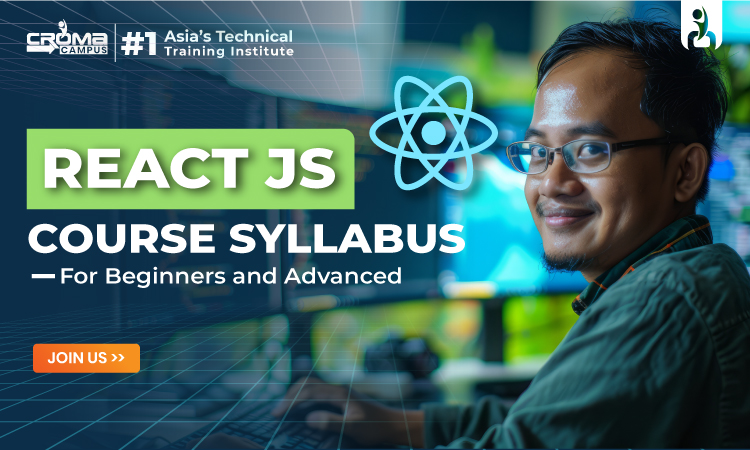 CROMA
CAMPUS
#1
Asia's Technical
Training Institute
REACT JS
COURSE SYLLABUS
—For Beginners and Advanced
JOIN US >>